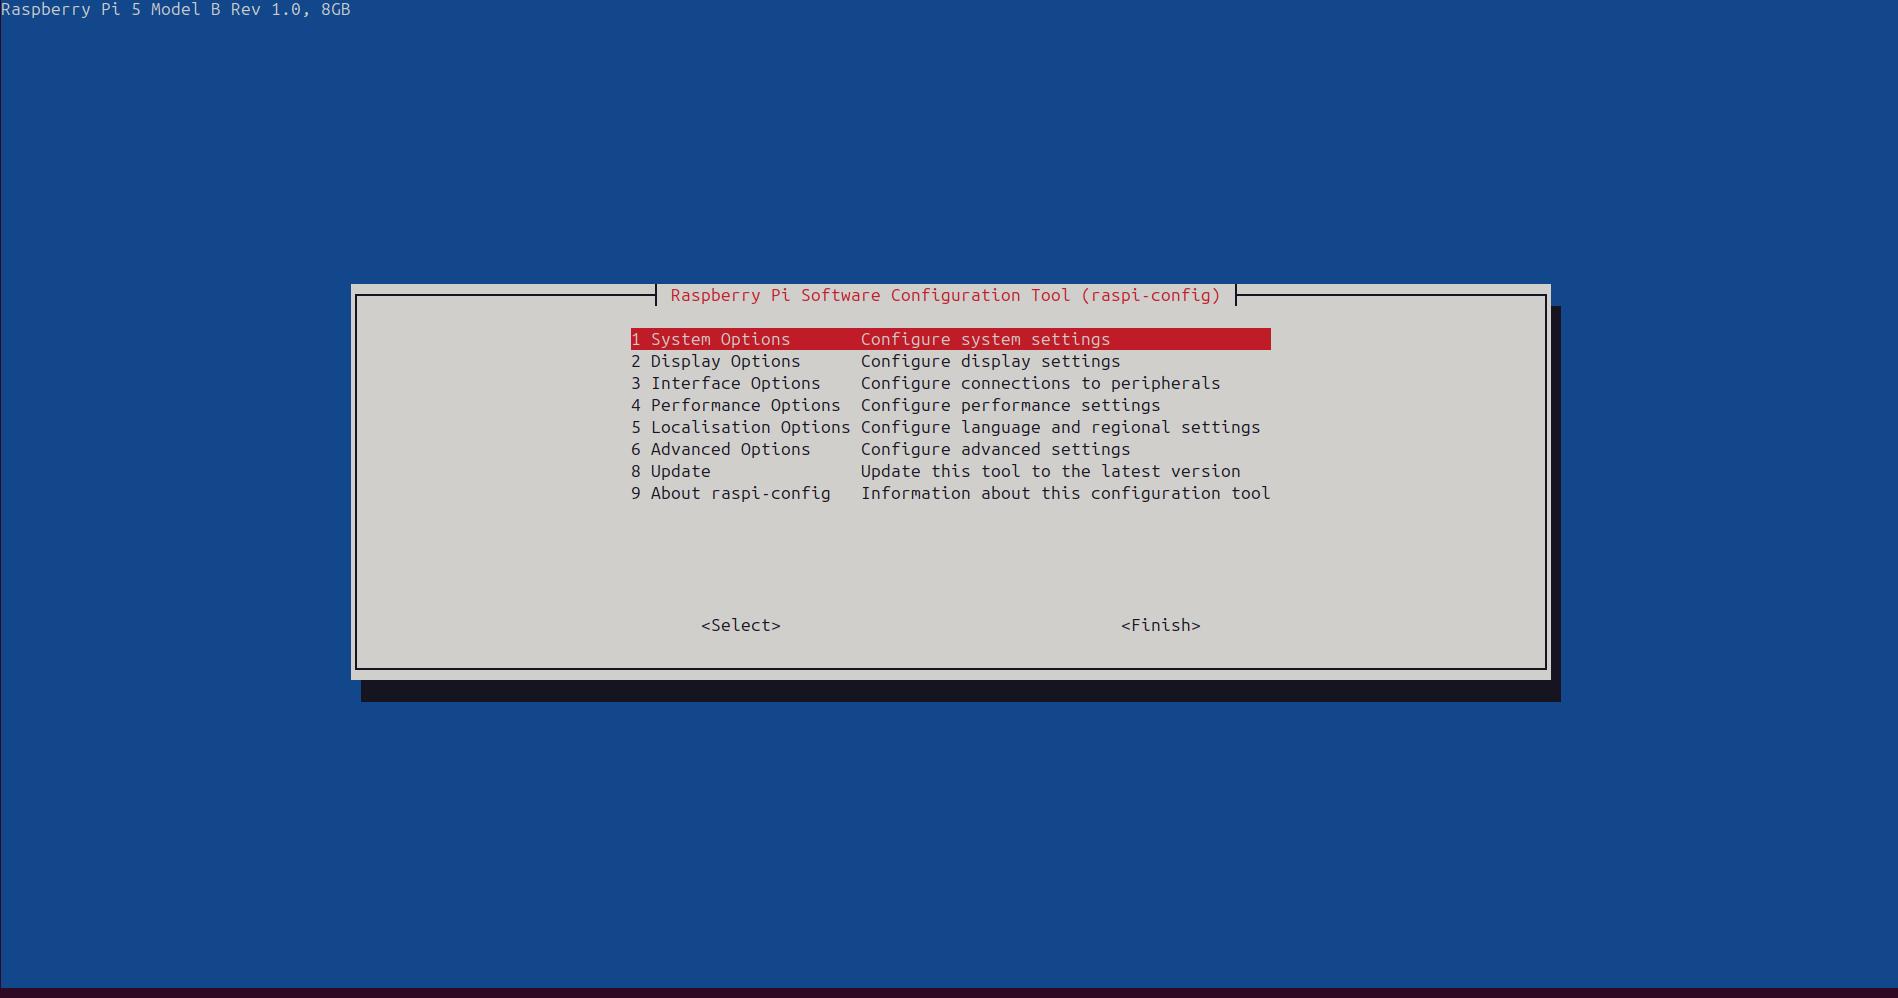 Raspberry Pi 5 Model B Rev 1.0, 8GB
Raspberry Pi Software Configuration Tool (raspi-config)
1 System Options Configure system settings
2 Display Options Configure display settings
3 Interface Options Configure connections to peripherals
4 Performance Options Configure performance settings
5 Localisation Options Configure language and regional settings
6 Advanced Options Configure advanced settings
8 Update Update this tool to the latest version
9 About raspi-config Information about this configuration tool
<Select> <Finish>